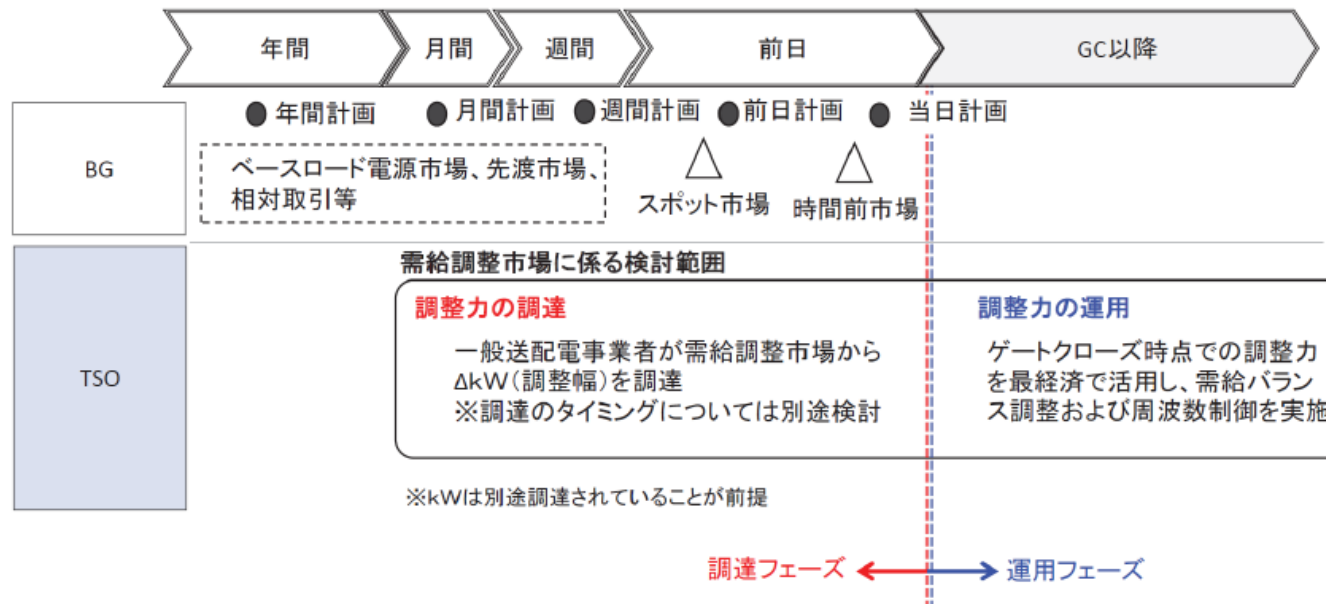 年間
月間
週間
前日
GC以降
BG
年間計画
月間計画
週間計画
前日計画
当日計画
ベースロード電源市場、先渡市場、
相対取引等
スポット市場
時間前市場
TSO
需給調整市場に係る検討範囲
調整力の調達
一般送配電事業者が需給調整市場から
ΔkW(調整幅)を調達
※調達のタイミングについては別途検討
調整力の運用
ゲートクローズ時点での調整力
を最経済で活用し、需給バラン
ス調整および周波数制御を実施
※kWは別途調達されていることが前提
調達フェーズ
運用フェーズ